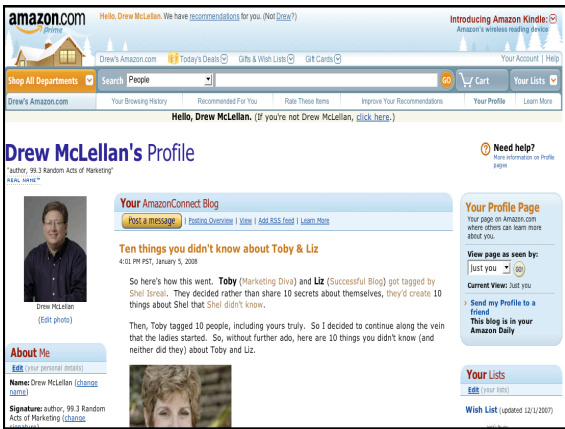 amazon.com
Prime
Hello, Drew McLellan. We have recommendations for you. (Not Drew?)
Introducing Amazon Kindle:
Amazon's wireless reading device
Drew's Amazon.com
Today's Deals
Gifts & Wish Lists
Gift Cards
Your Account | Help
Shop All Departments
Search People
GO
Cart
Your Lists
Drew's Amazon.com
Your Browsing History
Recommended For You
Rate These Items
Improve Your Recommendations
Your Profile
Learn More
Hello, Drew McLellan. (If you're not Drew McLellan, click here.)
Drew McLellan's Profile
"author, 99.3 Random Acts of Marketing"
REAL NAME™
Need help?
More information on Profile pages
Drew McLellan
(Edit photo)
About Me
Edit (your personal details)
Name: Drew McLellan (change
name)
Signature: author, 99.3 Random
Acts of Marketing (change
signature)
Your AmazonConnect Blog
Post a message | Posting Overview | View | Add RSS feed | Learn More
Ten things you didn't know about Toby & Liz
4:01 PM PST, January 5, 2008
So here's how this went. Toby (Marketing Diva) and Liz (Successful Blog) got tagged by
Shel Isreal. They decided rather than share 10 secrets about themselves, they'd create 10
things about Shel that Shel didn't know.
Then, Toby tagged 10 people, including yours truly. So I decided to continue along the vein
that the ladies started. So, without further ado, here are 10 things you didn't know (and
neither did they) about Toby and Liz.
Your Profile Page
Your page on Amazon.com
where others can learn more
about you.
View page as seen by:
Just you
GO!
Current View: Just you
Send my Profile to a
friend
This blog is in your
Amazon Daily
Your Lists
Edit (your lists)
Wish List (updated 12/1/2007)